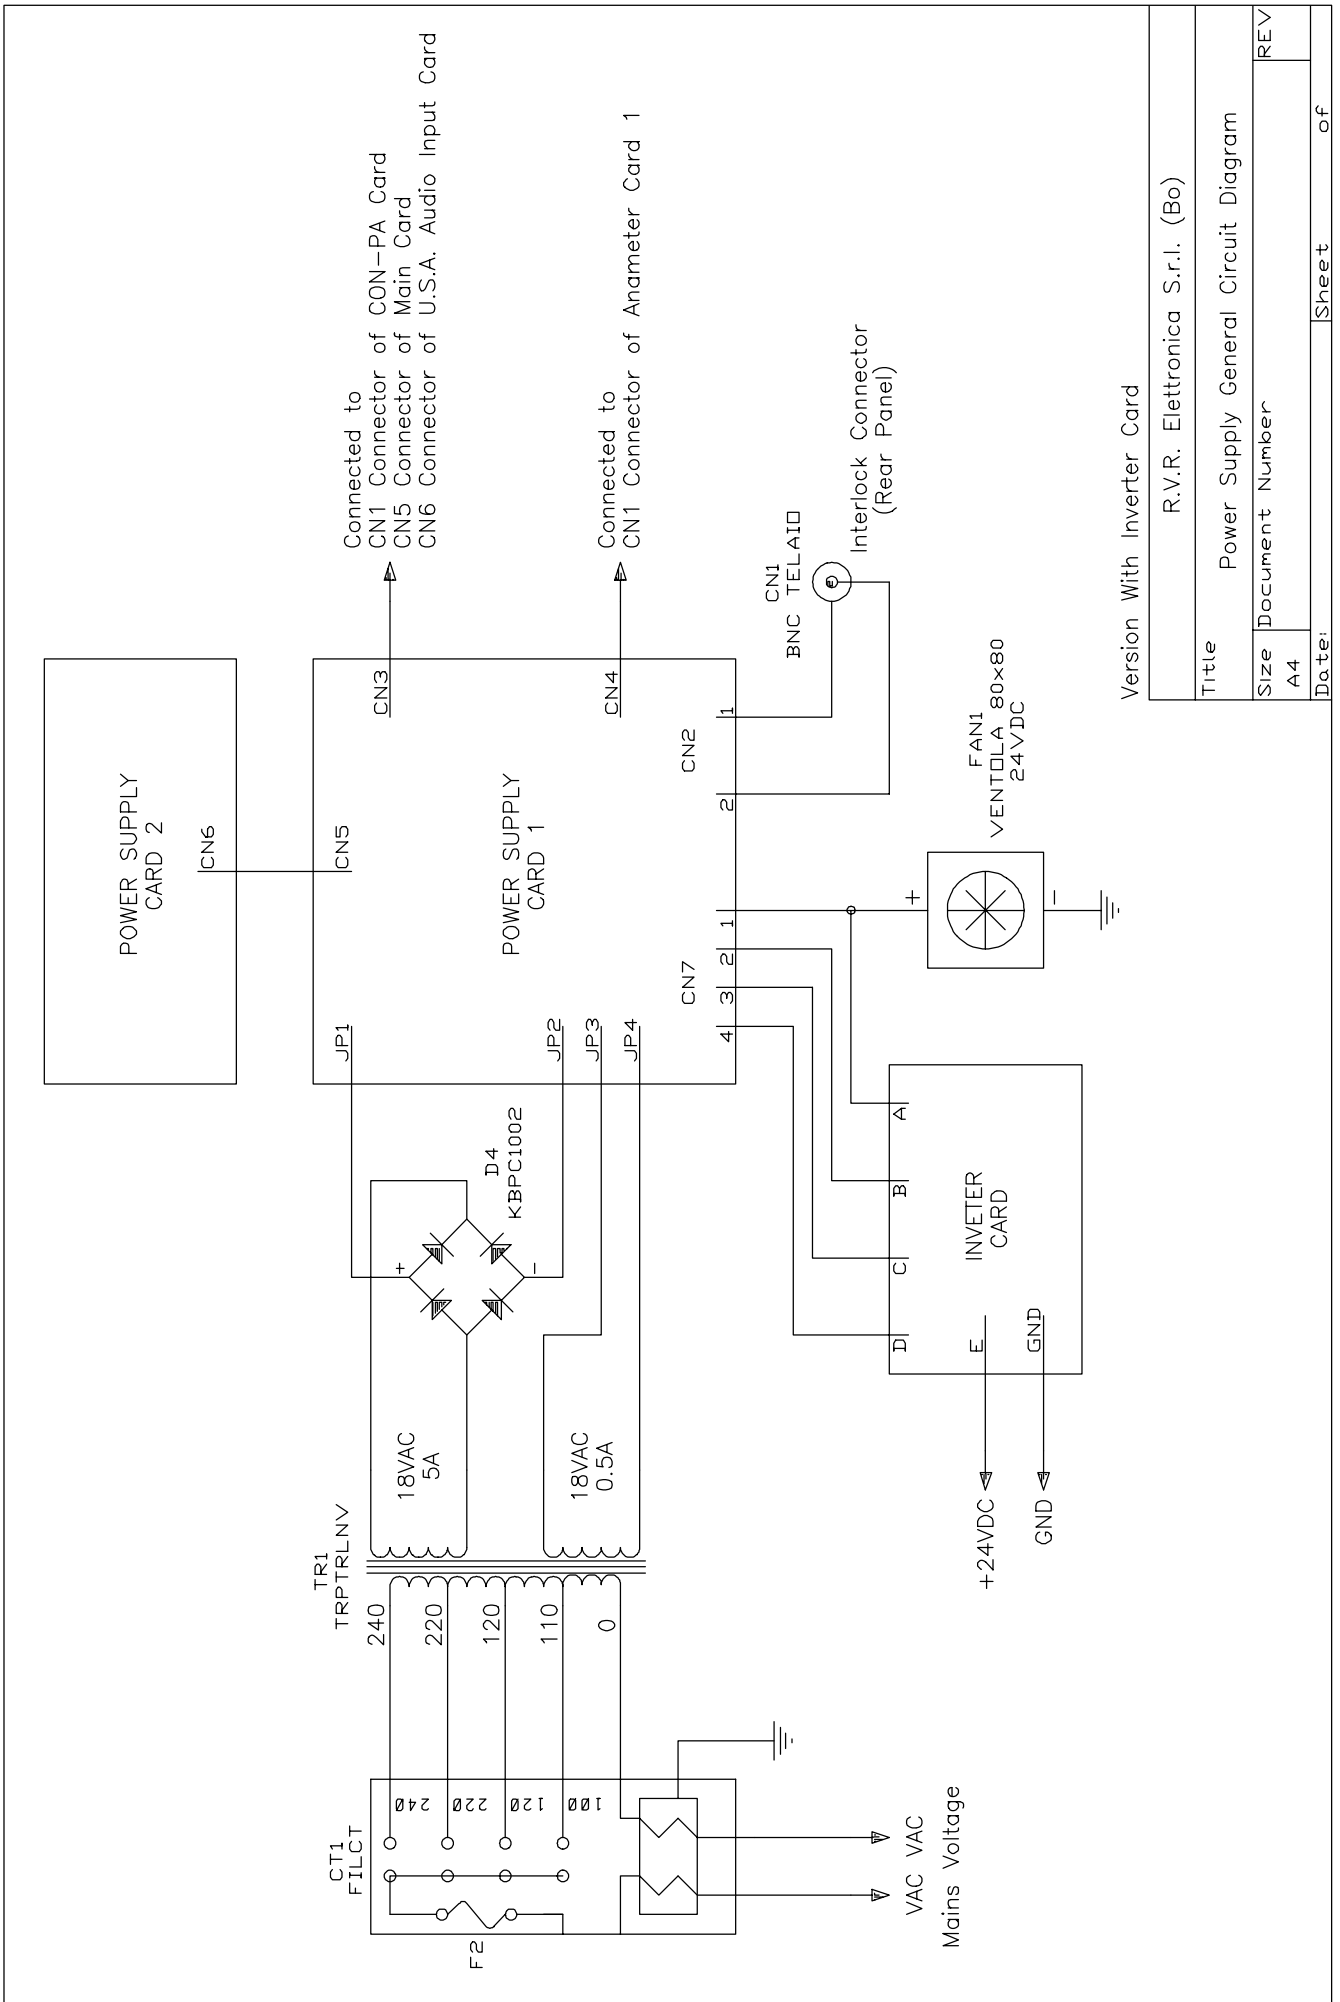 POWER SUPPLY
CARD 2
CN6
CN5
POWER SUPPLY
CARD 1
JP1
JP2
JP3
JP4
CN3
CN4
Connected to
CN1 Connector of CON-PA Card
CN5 Connector of Main Card
CN6 Connector of U.S.A. Audio Input Card
Connected to
CN1 Connector of Anameter Card 1
CN7
4
3
2
1
CN2
2
1
CN1
BNC TELAIO
Interlock Connector
(Rear Panel)
CT1
FILCT
F2
240
220
120
100
VAC VAC
Mains Voltage
TR1
TRPTRLNV
240
220
120
110
0
18VAC
5A
18VAC
0.5A
D4
KBPC1002
+
-
D
C
B
A
INVETER
CARD
E
GND
+24VDC
GND
FAN1
VENTOLA 80x80
24VDC
+
-
Version With Inverter Card
R.V.R. Elettronica S.r.l. (Bo)
Title
Power Supply General Circuit Diagram
Size Document Number REV
A4
Date: Sheet of